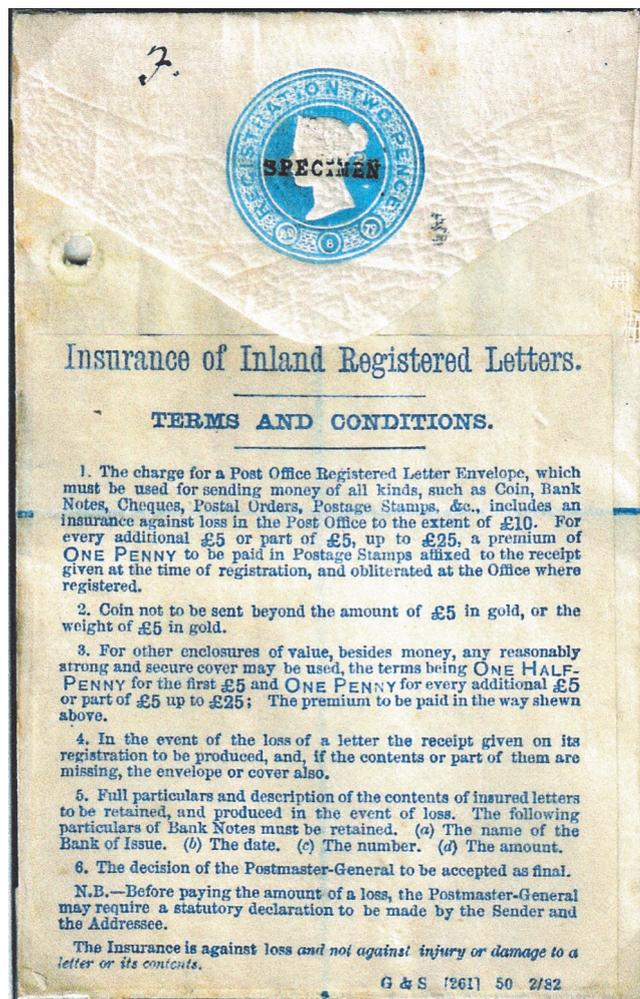 7.
REGISTRATION TWO PENCE
SPECIMEN
6
Insurance of Inland Registered Letters.
TERMS AND CONDITIONS.
1. The charge for a Post Office Registered Letter Envelope, which
must be used for sending money of all kinds, such as Coin, Bank
Notes, Cheques, Postal Orders, Postage Stamps, &c., includes an
insurance against loss in the Post Office to the extent of £10. For
every additional £5 or part of £5, up to £25, a premium of
ONE PENNY to be paid in Postage Stamps affixed to the receipt
given at the time of registration, and obliterated at the Office where
registered.
2. Coin not to be sent beyond the amount of £5 in gold, or the
weight of £5 in gold.
3. For other enclosures of value, besides money, any reasonably
strong and secure cover may be used, the terms being ONE HALF-
PENNY for the first £5 and ONE PENNY for every additional £5
or part of £5 up to £25; The premium to be paid in the way shewn
above.
4. In the event of the loss of a letter the receipt given on its
registration to be produced, and, if the contents or part of them are
missing, the envelope or cover also.
5. Full particulars and description of the contents of insured letters
to be retained, and produced in the event of loss. The following
particulars of Bank Notes must be retained. (a) The name of the
Bank of Issue. (b) The date. (c) The number. (d) The amount.
6. The decision of the Postmaster-General to be accepted as final.
N.B.—Before paying the amount of a loss, the Postmaster-General
may require a statutory declaration to be made by the Sender and
the Addressee.
The Insurance is against loss and not against injury or damage to a
letter or its contents.
G & S [261] 50 2/82